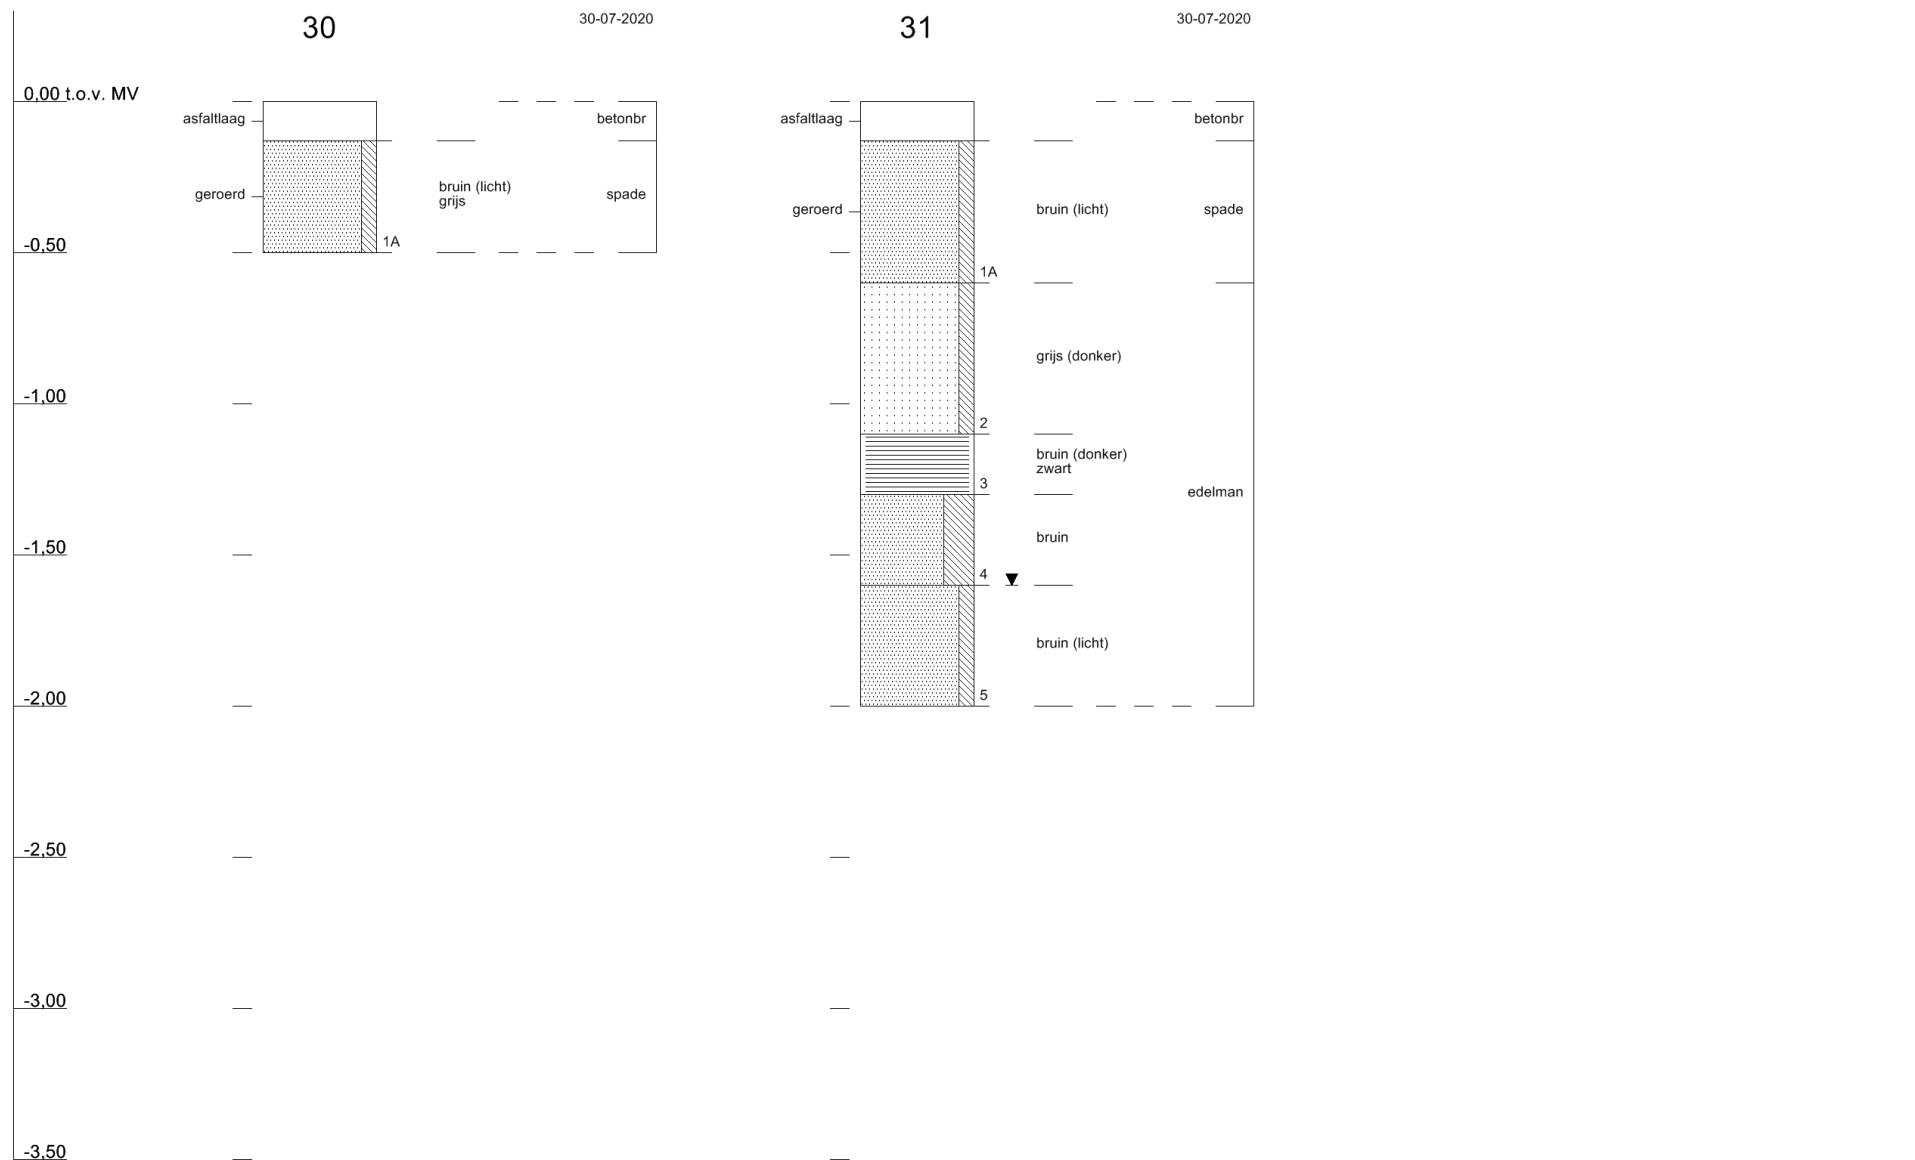 30
30-07-2020
31
30-07-2020
0,00 t.o.v. MV
asfaltlaag
betonbr
asfaltlaag
betonbr
geroerd
bruin (licht)
grijs
spade
geroerd
bruin (licht)
spade
1A
-0,50
1A
grijs (donker)
-1,00
2
bruin (donker)
zwart
3
edelman
bruin
-1,50
4
bruin (licht)
5
-2,00
-2,50
-3,00
-3,50